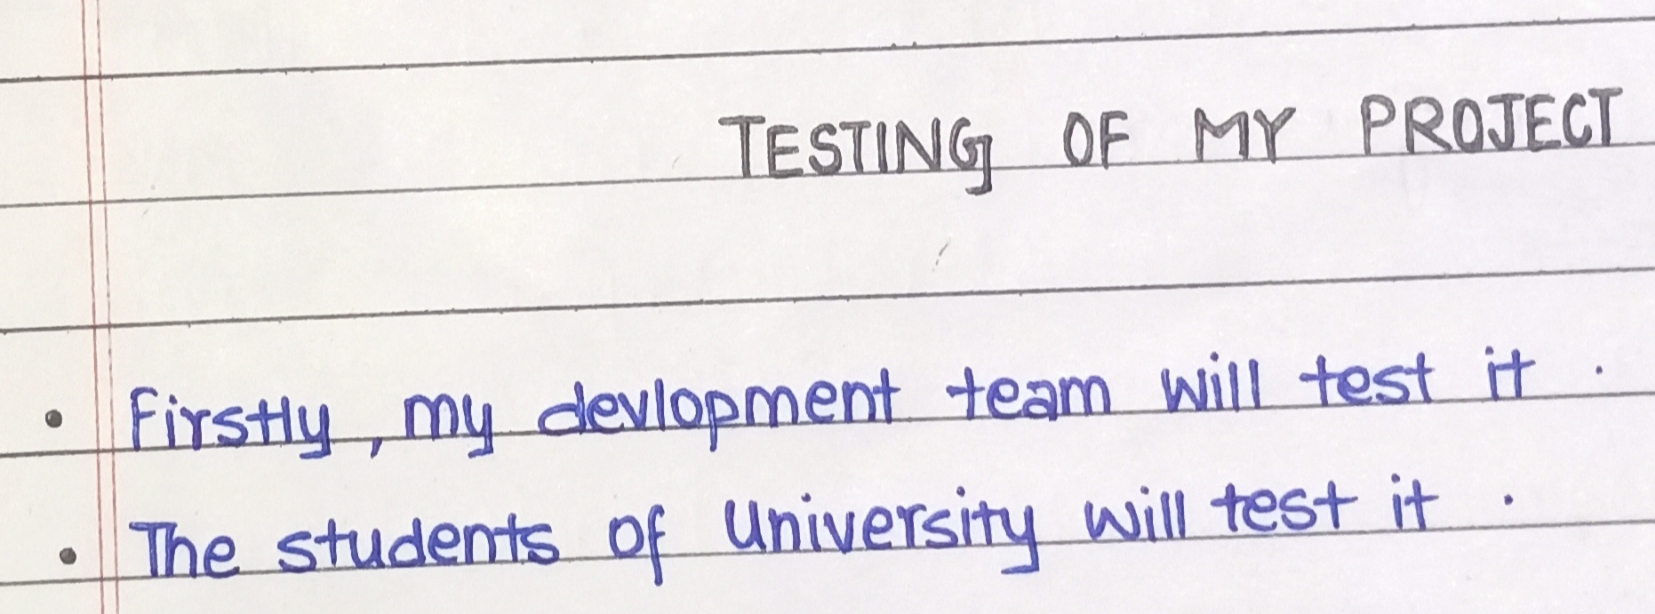 TESTING OF MY PROJECT
• Firstly, my devlopment team will test it.
• The students of University will test it.